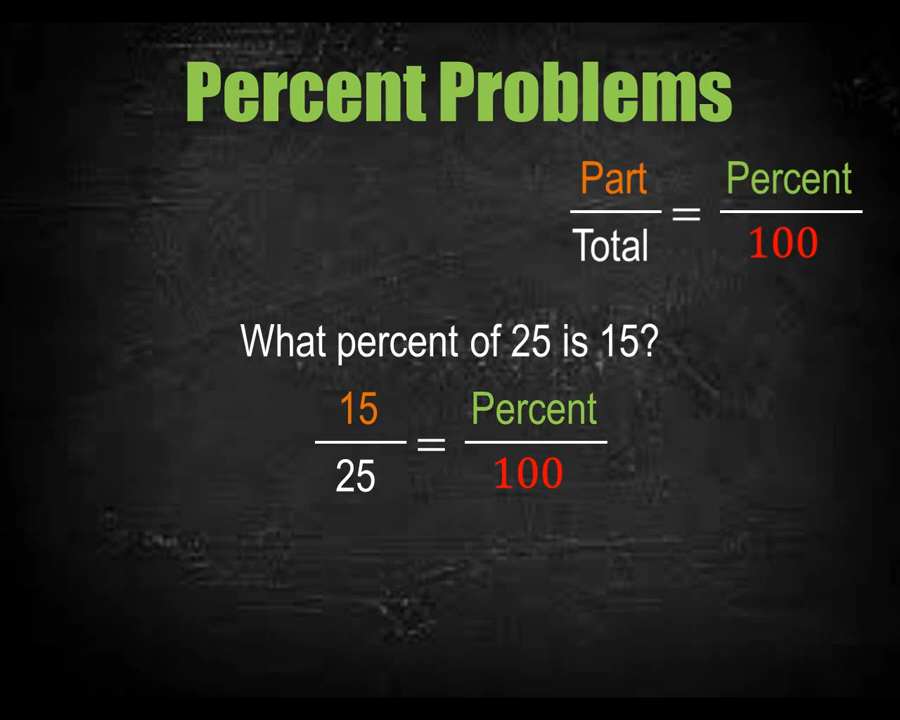 Percent Problems
Part
Total
=
Percent
100
What percent of 25 is 15?
15
25
=
Percent
100